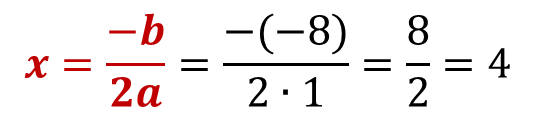 x = -b/2a = -(-8)/2 · 1 = 8/2 = 4